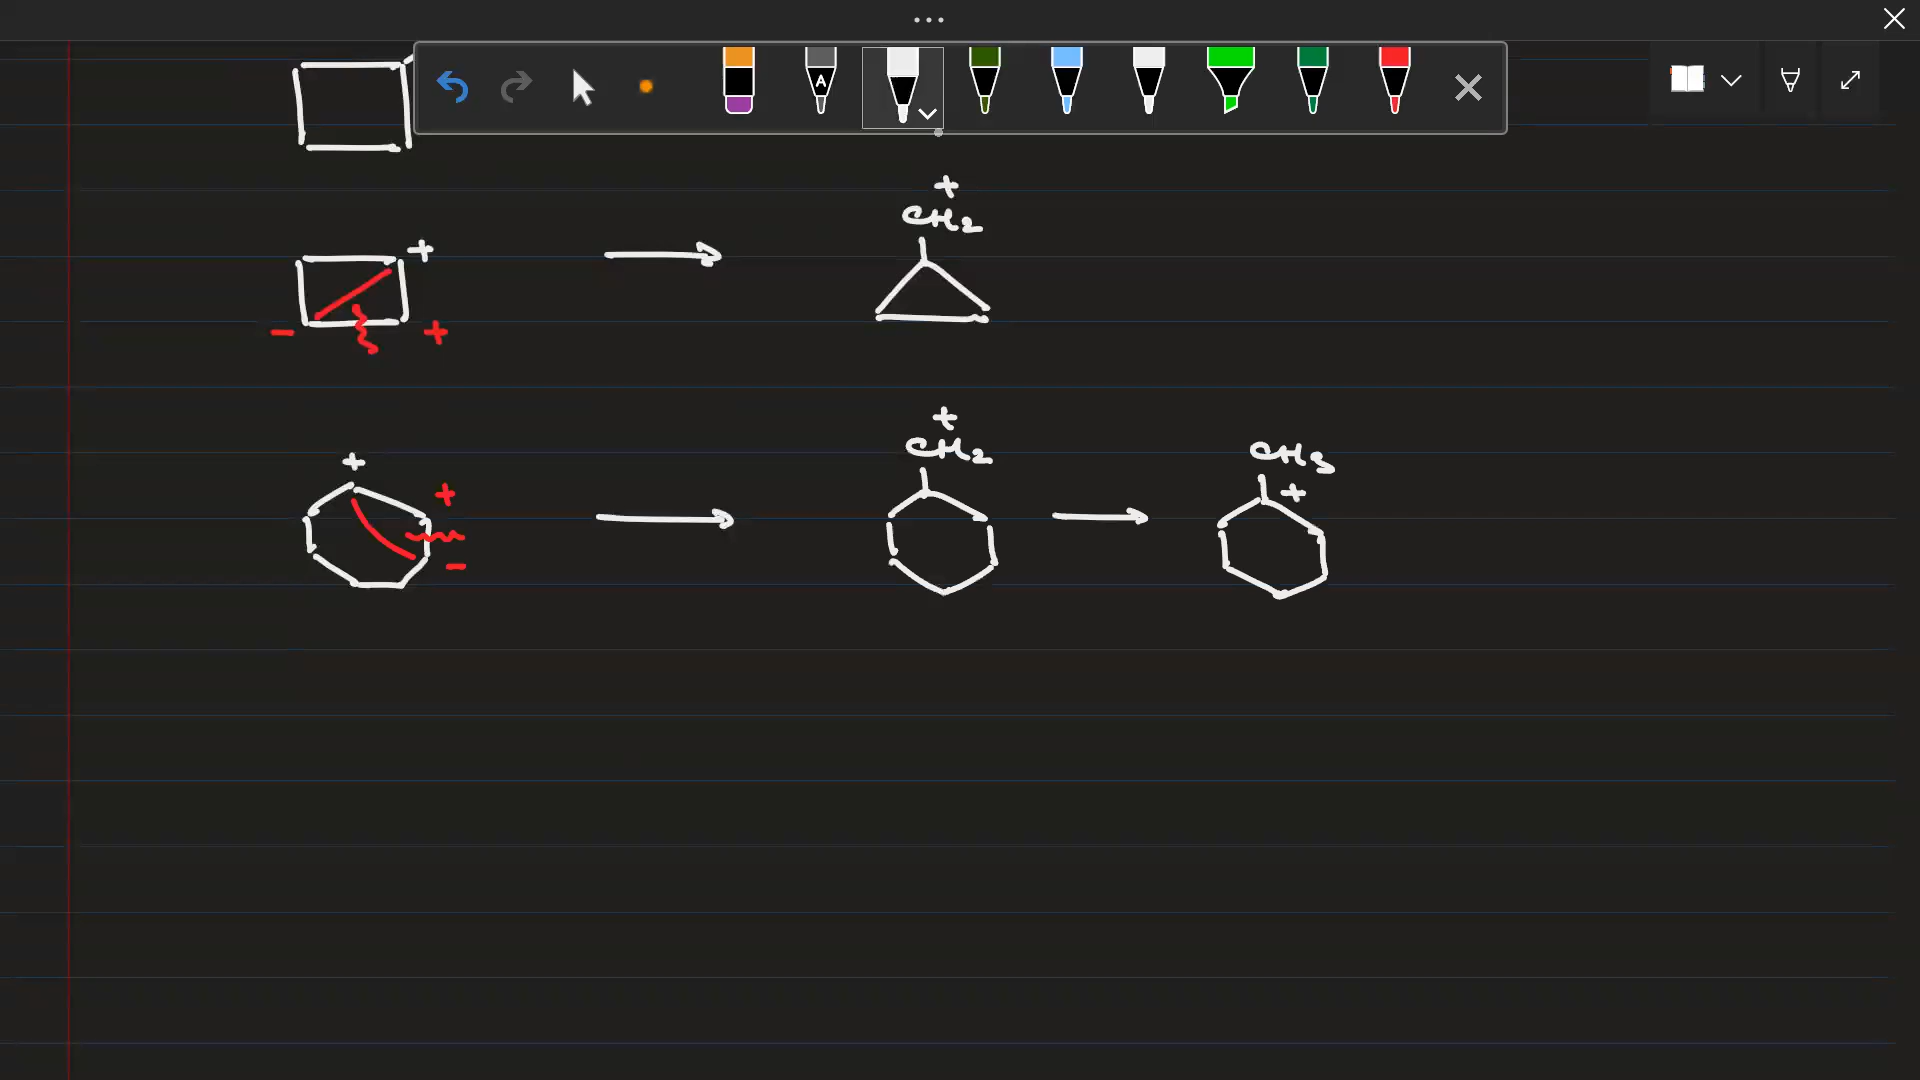 A
+
CH2
+
- +
+
CH2
CH3
+
+
+
-